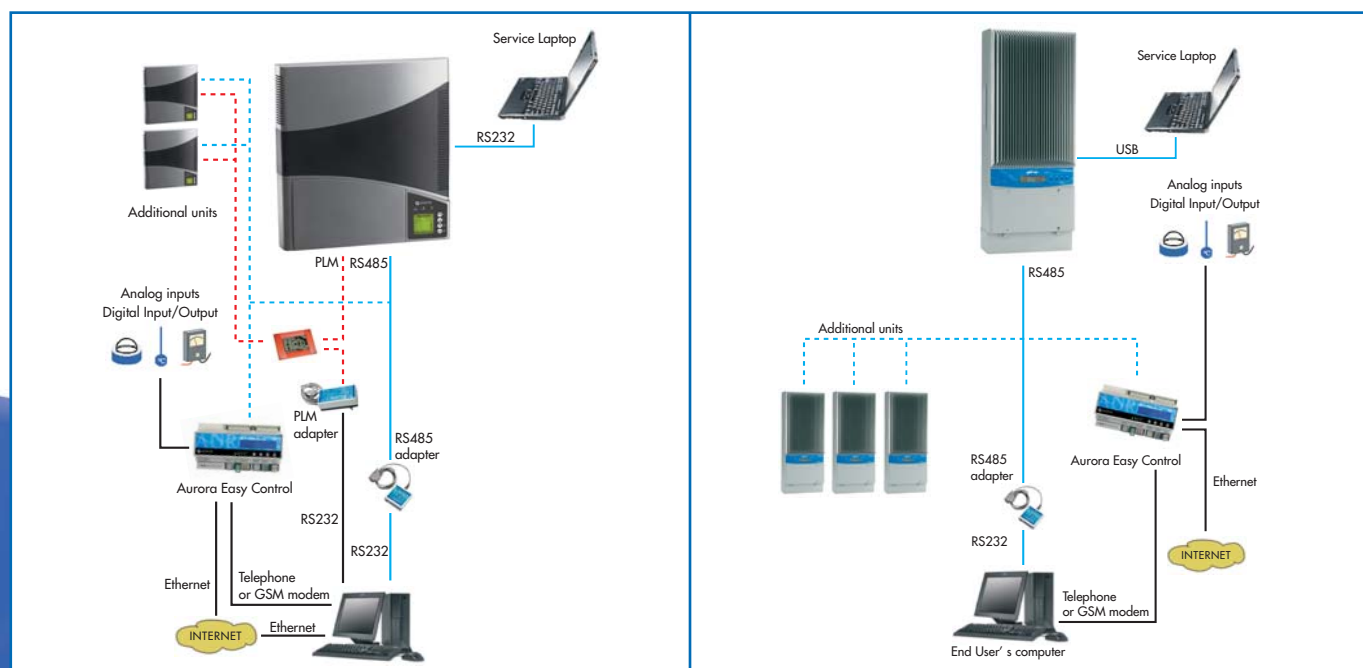 Service Laptop
RS232
Additional units
PLM
RS485
Analog inputs
Digital Input/Output
PLM
adapter
RS485
adapter
Aurora Easy Control
RS232
RS232
Ethernet
Telephone
or GSM modem
INTERNET
Ethernet
Service Laptop
USB
Analog inputs
Digital Input/Output
RS485
Additional units
RS485
adapter
Aurora Easy Control
Ethernet
RS232
INTERNET
Telephone
or GSM modem
End User' s computer